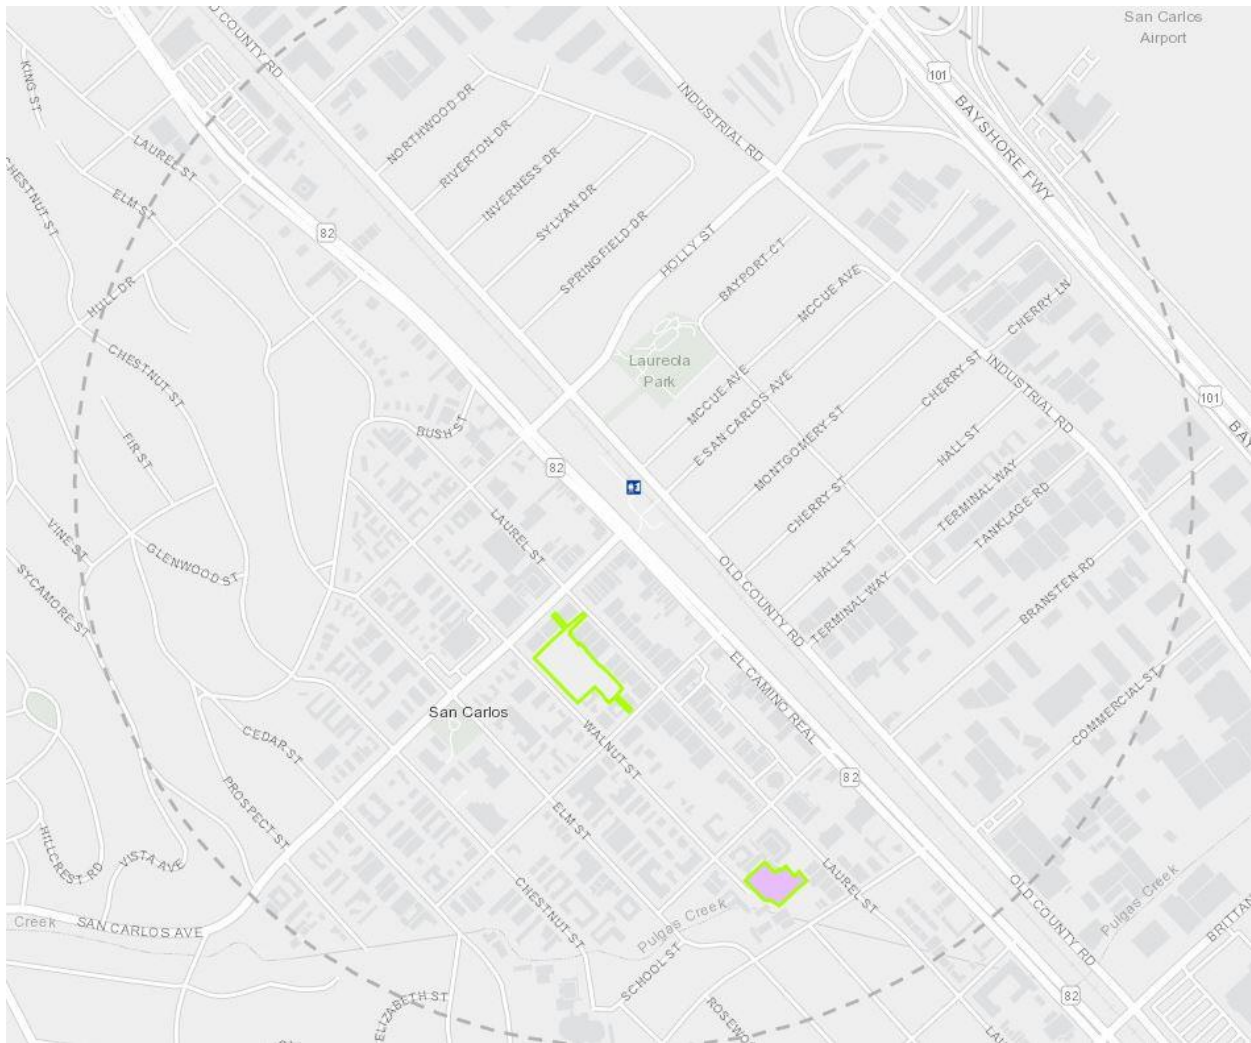 San Carlos
Airport
OLD COUNTY RD
101
BAYSHORE FWY
KING ST
NORTHWOOD DR
INDUSTRIAL RD
RIVERTON DR
LAUREL ST
INVERNESS DR
CHESTNUT ST
ELM ST
SYLVAN DR
SPRINGFIELD DR
HOLLY ST
82
BAYPORT CT
MCCUE AVE
CHERRY LN
HULL DR
Laureola
Park
CHESTNUT ST
MCCUE AVE
E SAN CARLOS AVE
CHERRY ST
INDUSTRIAL RD
101
BUSH ST
MONTGOMERY ST
HALL ST
FIR ST
82
CHERRY ST
TERMINAL WAY
TANKLAGE RD
VINE ST
LAUREL ST
HALL ST
GLENWOOD ST
OLD COUNTY RD
TERMINAL WAY
BRANSTEN RD
SYCAMORE ST
EL CAMINO REAL
COMMERCIAL ST
San Carlos
CEDAR ST
WALNUT ST
82
PROSPECT ST
ELM ST
HILLCREST RD
VISTA AVE
LAUREL ST
CHESTNUT ST
OLD COUNTY RD
Pulgas Creek
Pulgas Creek
Creek
SAN CARLOS AVE
BRITTAN
SCHOOL ST
ELIZABETH ST
82
ROSEWO